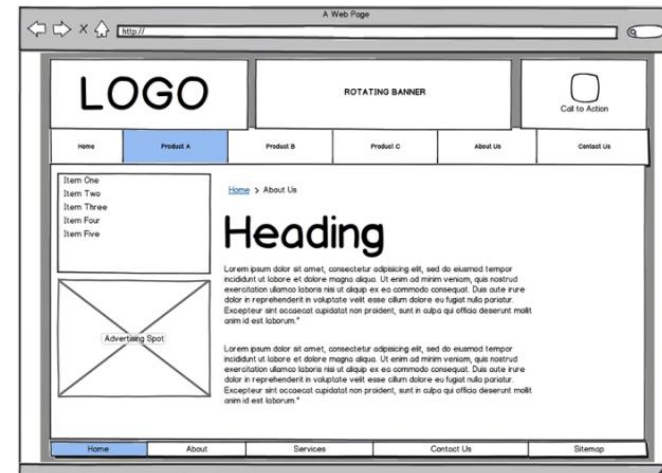 A Web Page
http://
LOGO
ROTATING BANNER
Call to Action
Home
Product A
Product B
Product C
About Us
Contact Us
Item One
Item Two
Item Three
Item Four
Item Five
Home > About Us
Heading
Lorem ipsum dolor sit amet, consectetur adipisicing elit, sed do eiusmod tempor
incididunt ut labore et dolore magna aliqua. Ut enim ad minim veniam, quis nostrud
exercitation ullamco laboris nisi ut aliquip ex ea commodo consequat. Duis aute irure
dolor in reprehenderit in voluptate velit esse cillum dolore eu fugiat nulla pariatur.
Excepteur sint occaecat cupidatat non proident, sunt in culpa qui officia deserunt mollit
anim id est laborum."
Lorem ipsum dolor sit amet, consectetur adipisicing elit, sed do eiusmod tempor
incididunt ut labore et dolore magna aliqua. Ut enim ad minim veniam, quis nostrud
exercitation ullamco laboris nisi ut aliquip ex ea commodo consequat. Duis aute irure
dolor in reprehenderit in voluptate velit esse cillum dolore eu fugiat nulla pariatur.
Excepteur sint occaecat cupidatat non proident, sunt in culpa qui officia deserunt mollit
anim id est laborum."
Advertising Spot
Home
About
Services
Contact Us
Sitemap